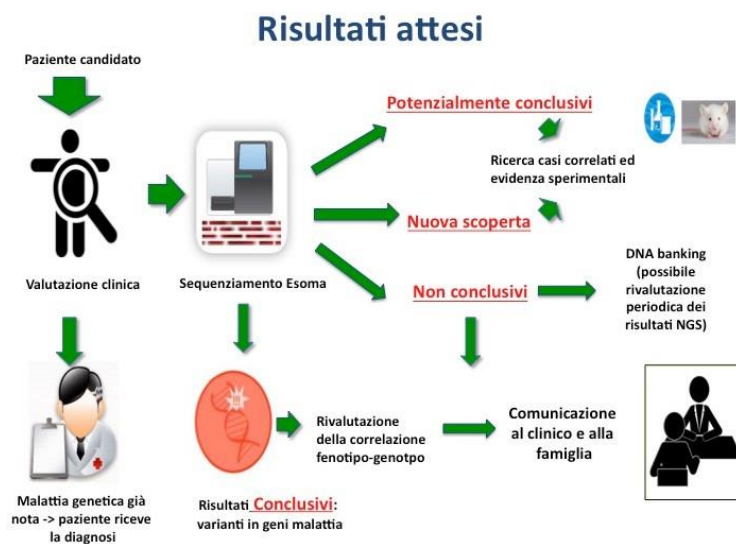 Risultati attesi
Paziente candidato
Potenzialmente conclusivi
Ricerca casi correlati ed
evidenza sperimentali
Nuova scoperta
Valutazione clinica
Sequenziamento Esoma
Non conclusivi
DNA banking
(possibile
rivalutazione
periodica dei
risultati NGS)
Rivalutazione
della correlazione
fenotipo-genotpo
Comunicazione
al clinico e alla
famiglia
Malattia genetica già
nota -> paziente riceve
la diagnosi
Risultati Conclusivi:
varianti in geni malattia